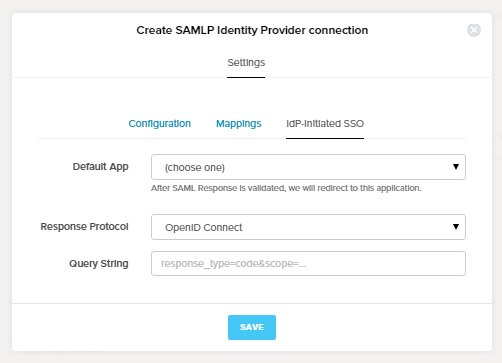 Create SAMLP Identity Provider connection
Settings
Configuration Mappings IdP-Initiated SSO
Default App (choose one)
After SAML Response is validated, we will redirect to this application.
Response Protocol OpenID Connect
Query String response_type=code&scope=...
SAVE